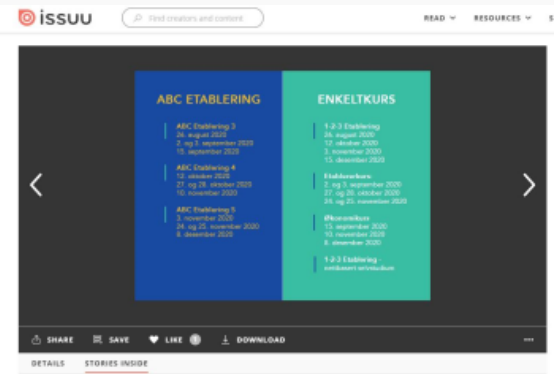 issuu
Find creators and content
READ
RESOURCES
S
ABC ETABLERING
ABC Etablering 3
26. august 2020
2. og 3. september 2020
15. september 2020
ABC Etablering 4
12. oktober 2020
27. og 28. oktober 2020
10. november 2020
ABC Etablering 5
3. november 2020
24. og 25. november 2020
8. desember 2020
ENKELTKURS
1-2-3 Etablering
26. august 2020
12. oktober 2020
3. november 2020
15. desember 2020
Etablererkurs
2. og 3. september 2020
27. og 28. oktober 2020
24. og 25. november 2020
Økonomikurs
15. september 2020
10. november 2020
8. desember 2020
1-2-3 Etablering -
nettbasert selvstudium
SHARE
SAVE
LIKE 1
DOWNLOAD
DETAILS
STORIES INSIDE